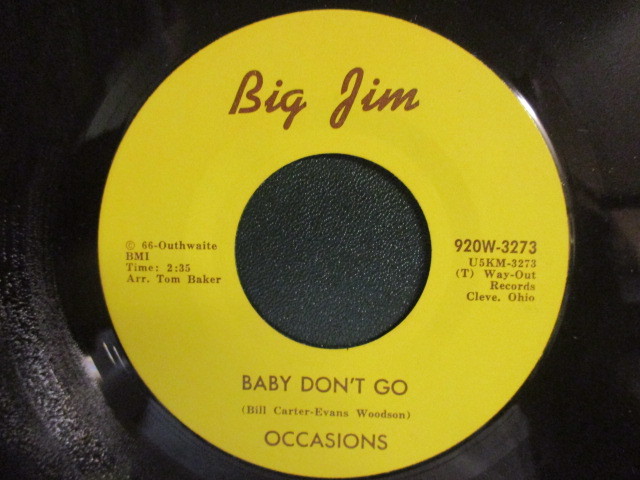 Big Jim
© 66-Outhwaite
BMI
Time: 2:35
Arr. Tom Baker
920W-3273
U5KM-3273
(T) Way-Out
Records
Cleve. Ohio
BABY DON'T GO
(Bill Carter-Evans Woodson)
OCCASIONS